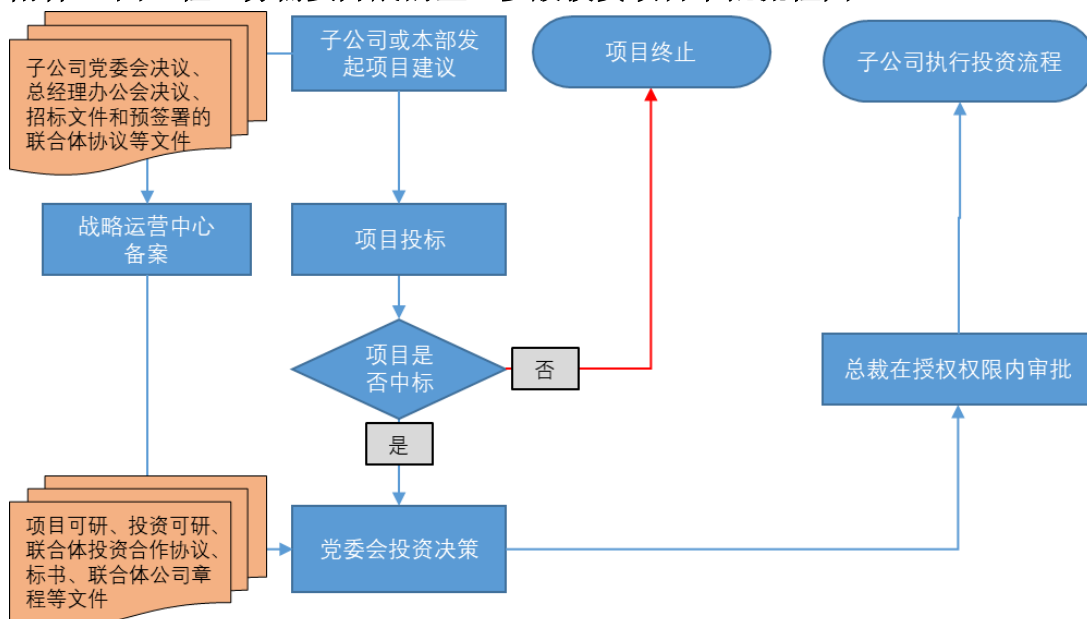 子公司党委会决议、
总经理办公会决议、
招标文件和预签署的
联合体协议等文件
子公司或本部发
起项目建议
项目终止
子公司执行投资流程
战略运营中心
备案
项目投标
项目是
否中标
否
总裁在授权权限内审批
是
项目可研、投资可研、
联合体投资合作协议、
标书、联合体公司章
程等文件
党委会投资决策